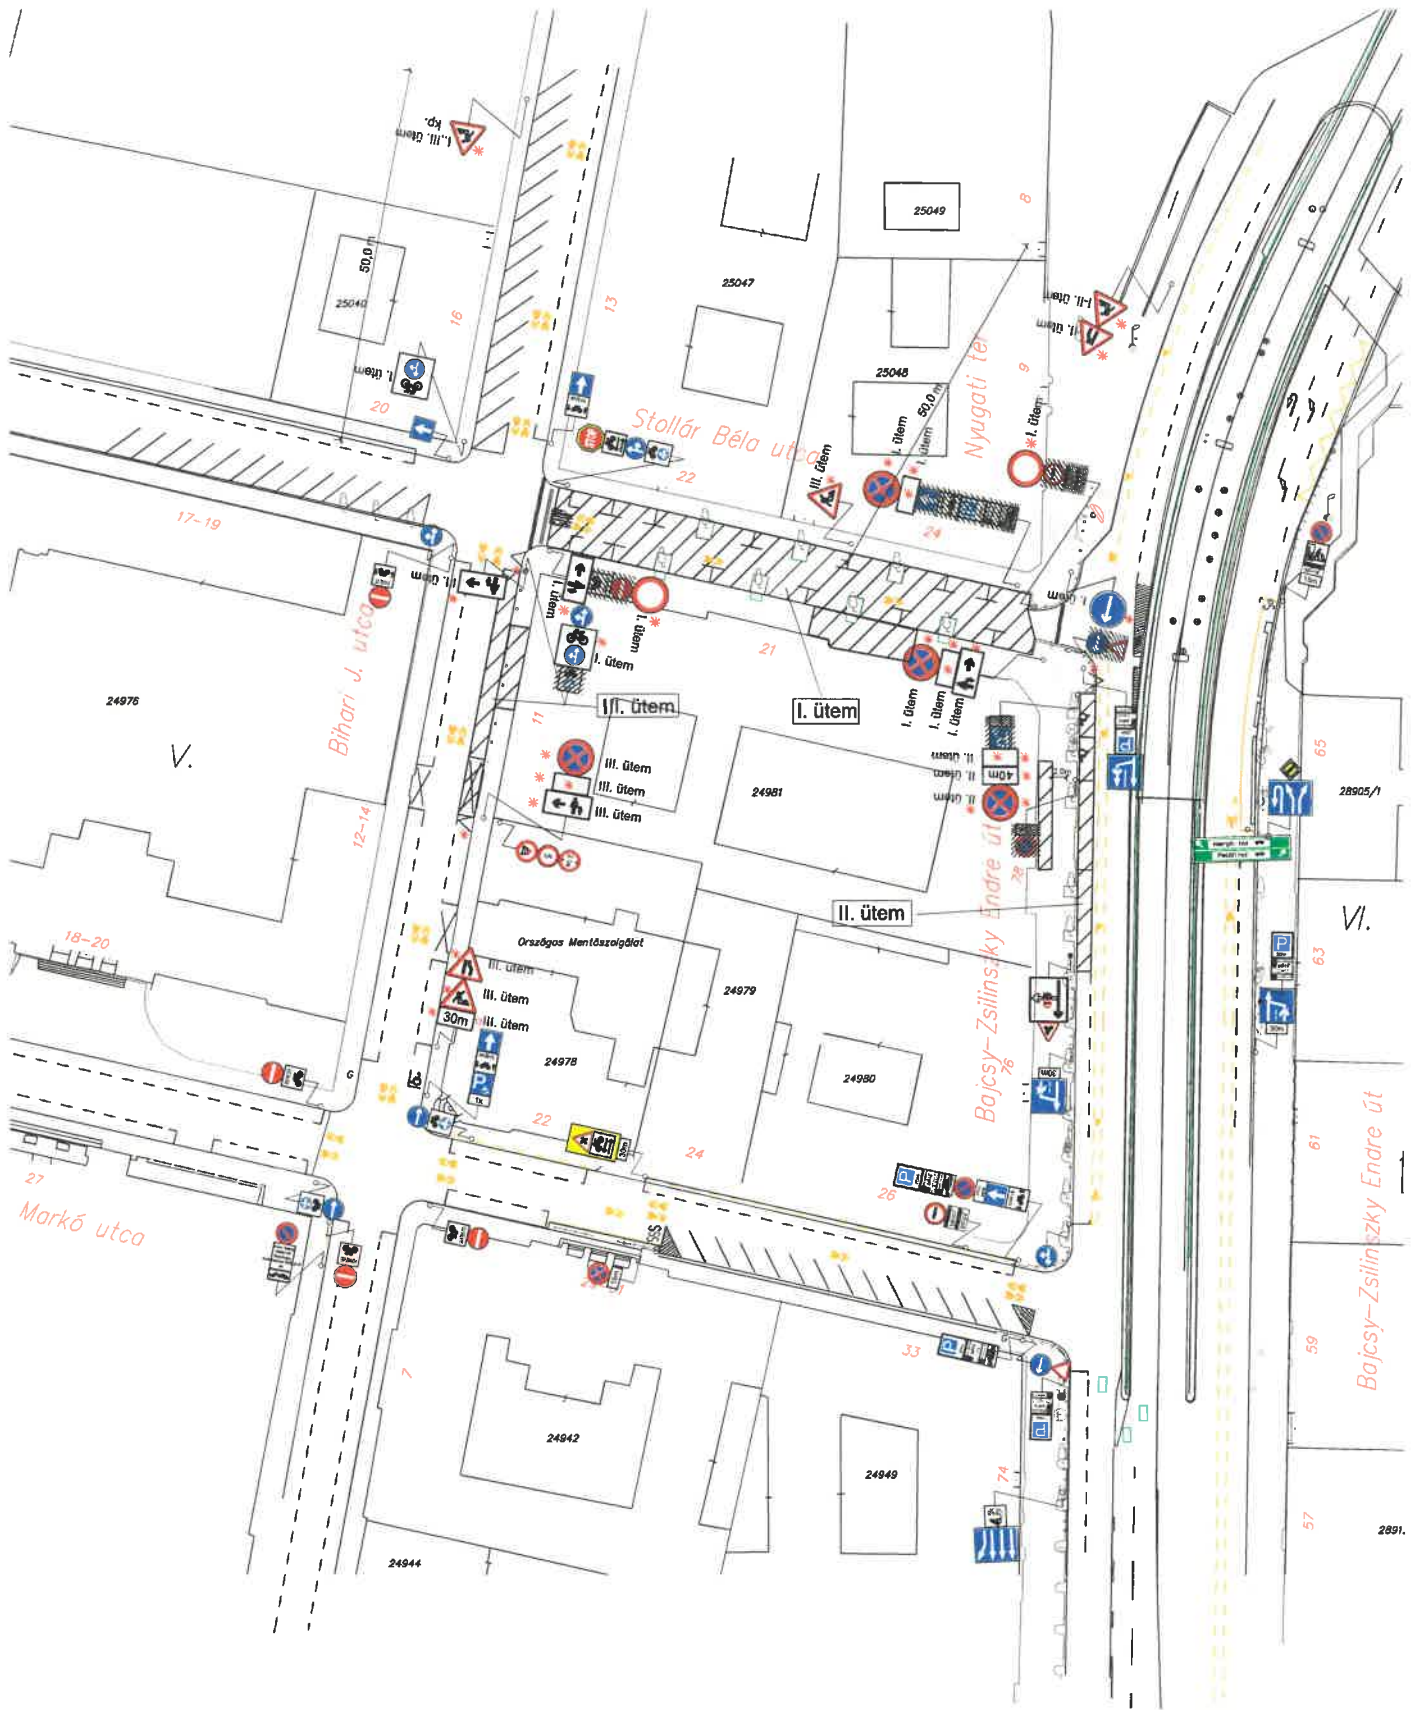 I.,III. ütem
kp.
8
25049
50,0 m
25047
25040
16
13
I-II. ütem
I.II. ütem
I. ütem
20
25048
Nyugati tér
9
Stollár Béla utca
22
I. ütem
I. ütem
50,0 m
I. ütem
III. ütem
24
17-19
III. ütem
I. ütem
I. ütem
I. ütem
I. ütem
21
Bihari J. utca
24976
V.
11
III. ütem
I. ütem
I. ütem
I. ütem
I. ütem
65
II. ütem
40m
II. ütem
II. ütem
III. ütem
III. ütem
III. ütem
24981
28905/1
12-14
78
Bajcsy-Zsilinszky Endre út
II. ütem
VI.
18-20
Országos Mentőszolgálat
63
III. ütem
III. ütem
30m
III. ütem
24979
30m
24978
24980
76
30m
P
1x
G
22
30m
24
61
27
Markó utca
26
P
Bajcsy-Zsilinszky Endre út
33
59
7
P
24942
24949
74
57
2891.
24944